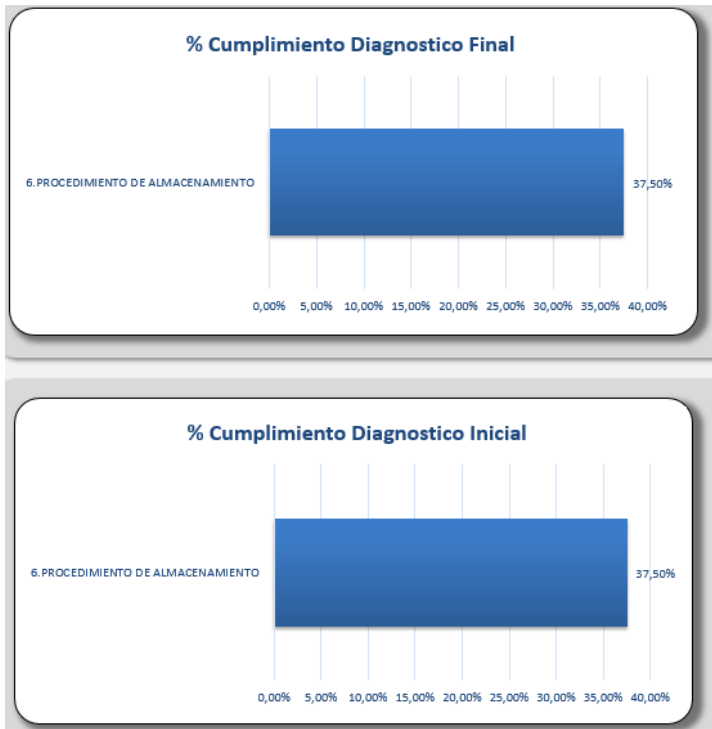 % Cumplimiento Diagnostico Final
6.PROCEDIMIENTO DE ALMACENAMIENTO
37,50%
0,00% 5,00% 10,00% 15,00% 20,00% 25,00% 30,00% 35,00% 40,00%
% Cumplimiento Diagnostico Inicial
6.PROCEDIMIENTO DE ALMACENAMIENTO
37,50%
0,00% 5,00% 10,00% 15,00% 20,00% 25,00% 30,00% 35,00% 40,00%